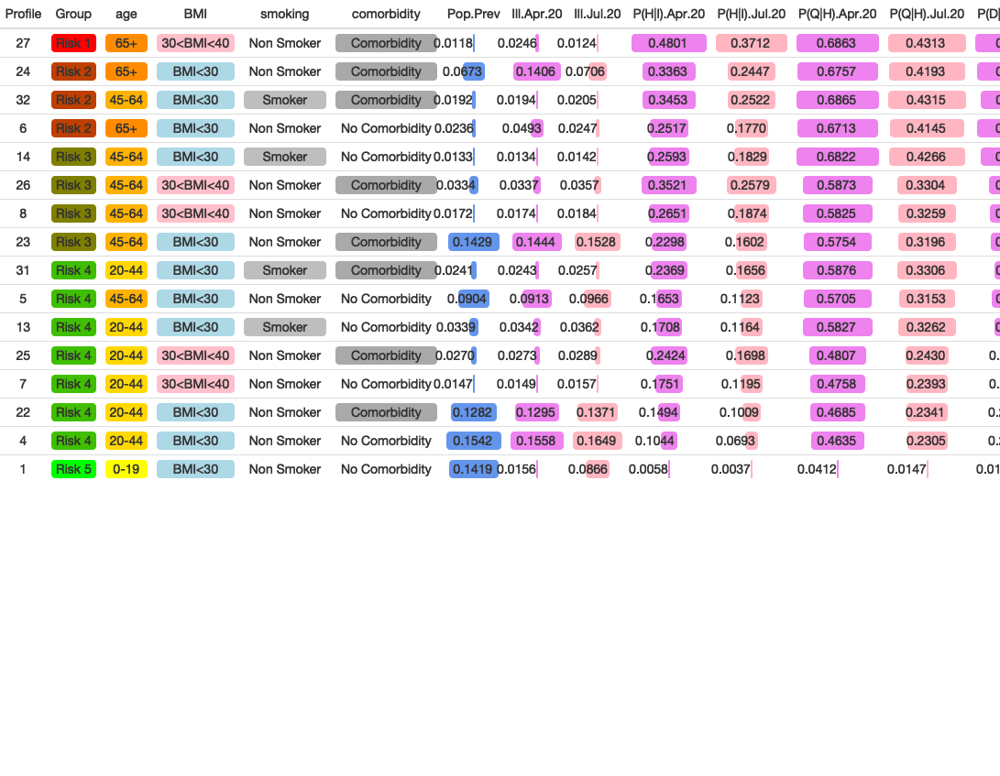 Profile Group age BMI smoking comorbidity Pop.Prev Ill.Apr.20 Ill.Jul.20 P(H|I).Apr.20 P(H|I).Jul.20 P(Q|H).Apr.20 P(Q|H).Jul.20 P(D|
27 Risk 1 65+ 30<BMI<40 Non Smoker Comorbidity 0.0118 0.0246 0.0124 0.4801 0.3712 0.6863 0.4313
24 Risk 2 65+ BMI<30 Non Smoker Comorbidity 0.0673 0.1406 0.0706 0.3363 0.2447 0.6757 0.4193
32 Risk 2 45-64 BMI<30 Smoker Comorbidity 0.0192 0.0194 0.0205 0.3453 0.2522 0.6865 0.4315
6 Risk 2 65+ BMI<30 Non Smoker No Comorbidity 0.0236 0.0493 0.0247 0.2517 0.1770 0.6713 0.4145
14 Risk 3 45-64 BMI<30 Smoker No Comorbidity 0.0133 0.0134 0.0142 0.2593 0.1829 0.6822 0.4266
26 Risk 3 45-64 30<BMI<40 Non Smoker Comorbidity 0.0334 0.0337 0.0357 0.3521 0.2579 0.5873 0.3304
8 Risk 3 45-64 30<BMI<40 Non Smoker No Comorbidity 0.0172 0.0174 0.0184 0.2651 0.1874 0.5825 0.3259
23 Risk 3 45-64 BMI<30 Non Smoker Comorbidity 0.1429 0.1444 0.1528 0.2298 0.1602 0.5754 0.3196
31 Risk 4 20-44 BMI<30 Smoker Comorbidity 0.0241 0.0243 0.0257 0.2369 0.1656 0.5876 0.3306
5 Risk 4 45-64 BMI<30 Non Smoker No Comorbidity 0.0904 0.0913 0.0966 0.1653 0.1123 0.5705 0.3153
13 Risk 4 20-44 BMI<30 Smoker No Comorbidity 0.0339 0.0342 0.0362 0.1708 0.1164 0.5827 0.3262
25 Risk 4 20-44 30<BMI<40 Non Smoker Comorbidity 0.0270 0.0273 0.0289 0.2424 0.1698 0.4807 0.2430 0.
7 Risk 4 20-44 30<BMI<40 Non Smoker No Comorbidity 0.0147 0.0149 0.0157 0.1751 0.1195 0.4758 0.2393 0.
22 Risk 4 20-44 BMI<30 Non Smoker Comorbidity 0.1282 0.1295 0.1371 0.1494 0.1009 0.4685 0.2341 0.
4 Risk 4 20-44 BMI<30 Non Smoker No Comorbidity 0.1542 0.1558 0.1649 0.1044 0.0693 0.4635 0.2305 0.
1 Risk 5 0-19 BMI<30 Non Smoker No Comorbidity 0.1419 0.0156 0.0866 0.0058 0.0037 0.0412 0.0147 0.01